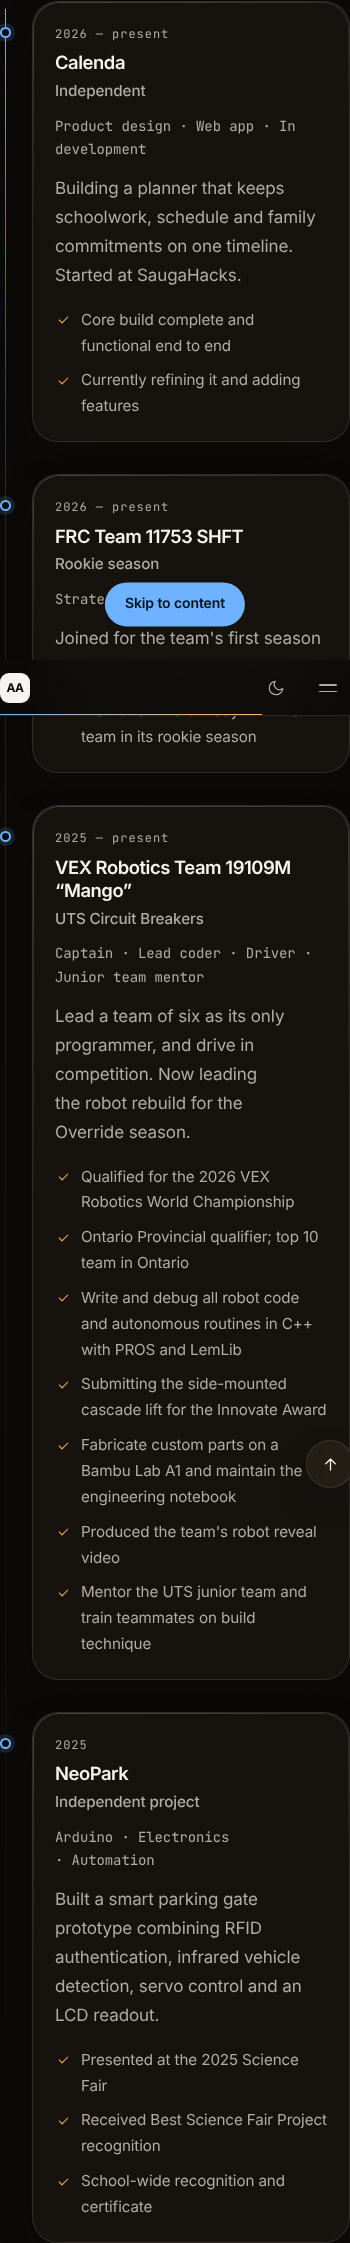 2026 — present
Calenda
Independent
Product design · Web app · In
development
Building a planner that keeps
schoolwork, schedule and family
commitments on one timeline.
Started at SaugaHacks.
✓ Core build complete and
functional end to end
✓ Currently refining it and adding
features
2026 — present
FRC Team 11753 SHFT
Rookie season
Strate
Skip to content
Joined for the team's first season
AA
team in its rookie season
2025 — present
VEX Robotics Team 19109M
“Mango”
UTS Circuit Breakers
Captain · Lead coder · Driver ·
Junior team mentor
Lead a team of six as its only
programmer, and drive in
competition. Now leading
the robot rebuild for the
Override season.
✓ Qualified for the 2026 VEX
Robotics World Championship
✓ Ontario Provincial qualifier; top 10
team in Ontario
✓ Write and debug all robot code
and autonomous routines in C++
with PROS and LemLib
✓ Submitting the side-mounted
cascade lift for the Innovate Award
✓ Fabricate custom parts on a
Bambu Lab A1 and maintain the
engineering notebook
↑
✓ Produced the team's robot reveal
video
✓ Mentor the UTS junior team and
train teammates on build
technique
2025
NeoPark
Independent project
Arduino · Electronics
· Automation
Built a smart parking gate
prototype combining RFID
authentication, infrared vehicle
detection, servo control and an
LCD readout.
✓ Presented at the 2025 Science
Fair
✓ Received Best Science Fair Project
recognition
✓ School-wide recognition and
certificate